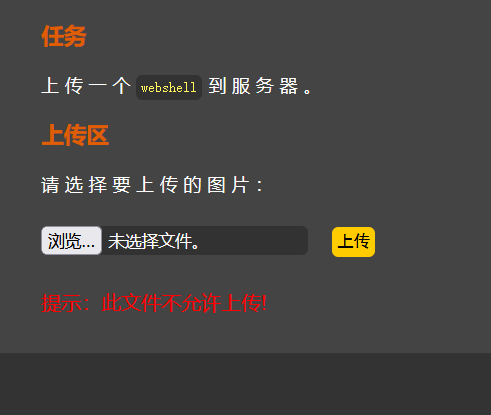 任务
上传一个 webshell 到服务器。
上传区
请选择要上传的图片：
浏览... 未选择文件。 上传
提示：此文件不允许上传!